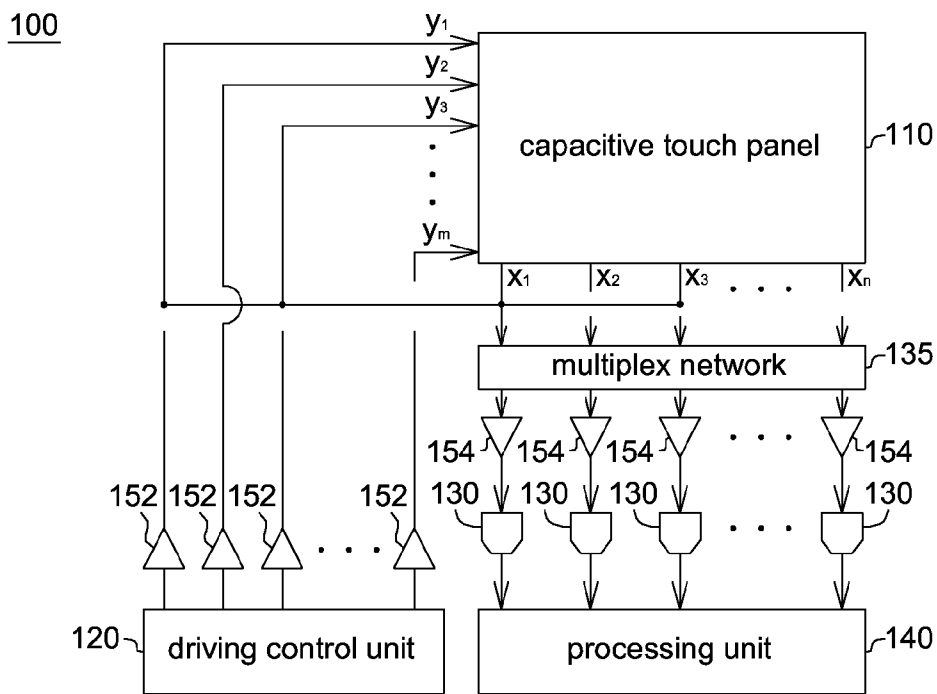 100
y₁
y₂
y₃
yₘ
capacitive touch panel
110
x₁ x₂ x₃ xₙ
multiplex network
135
154 154 154 154
152 152 152 152
130 130 130 130
120
driving control unit
processing unit
140